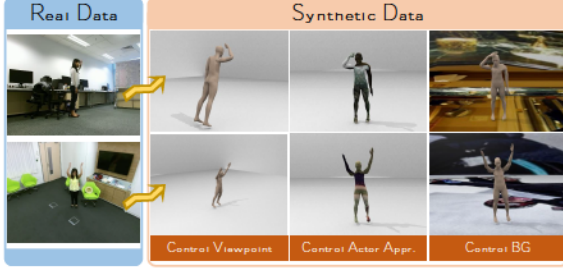 Real Data
Synthetic Data
Control Viewpoint
Control Actor Appr.
Control BG